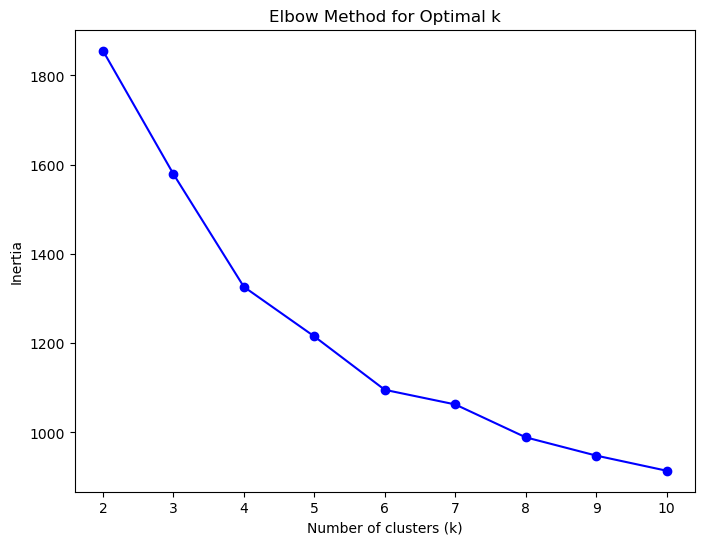 Elbow Method for Optimal k
1800
1600
1400
1200
1000
Inertia
2 3 4 5 6 7 8 9 10
Number of clusters (k)